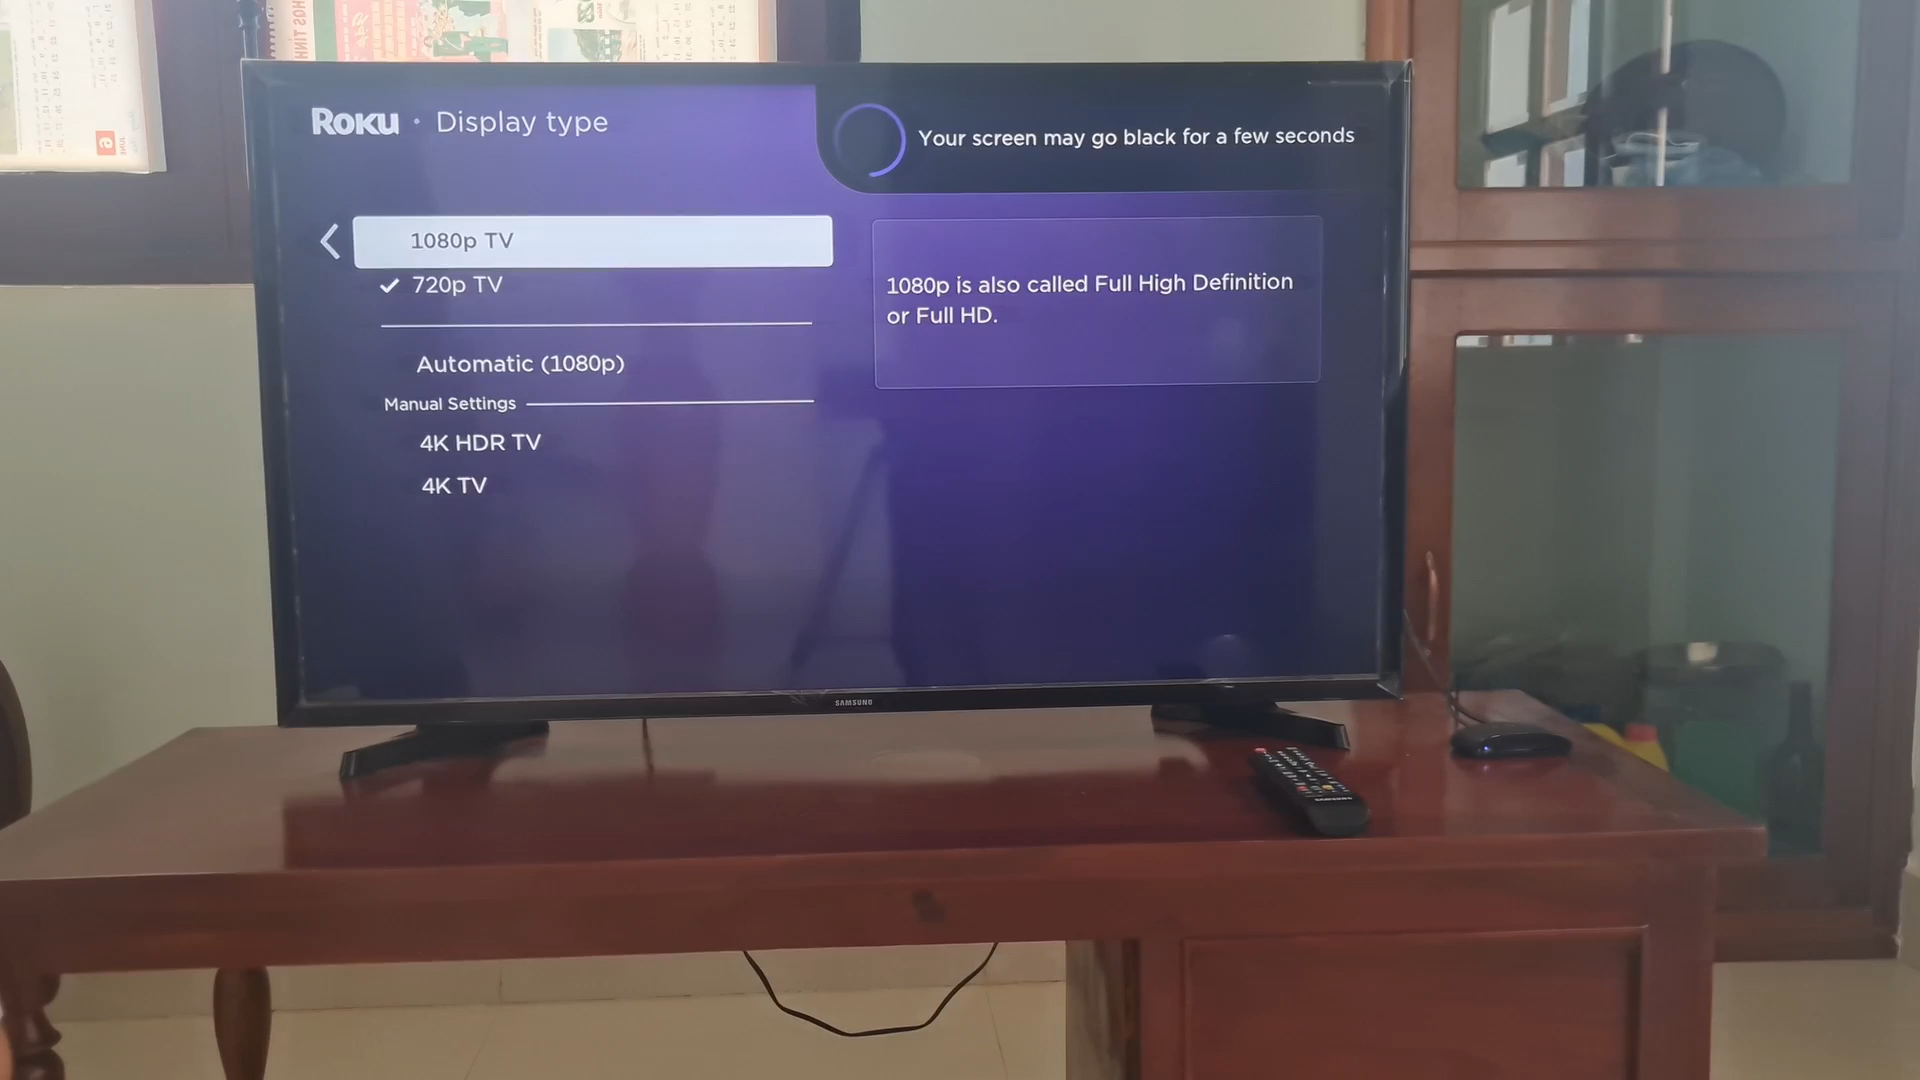 Roku · Display type
Your screen may go black for a few seconds
1080p TV
720p TV
Automatic (1080p)
Manual Settings
4K HDR TV
4K TV
1080p is also called Full High Definition
or Full HD.
SAMSUNG
SAMSUNG